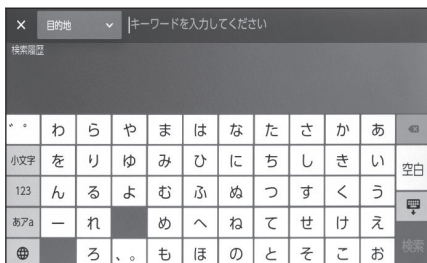 × 目的地 キーワードを入力してください
検索履歴
゛゜ わ ら や ま は な た さ か あ
小文字 を り ゆ み ひ に ち し き い 空白
123 ん る よ む ふ ぬ つ す く う
あアa ー れ め へ ね て せ け え
ろ 、。 も ほ の と そ こ お 検索